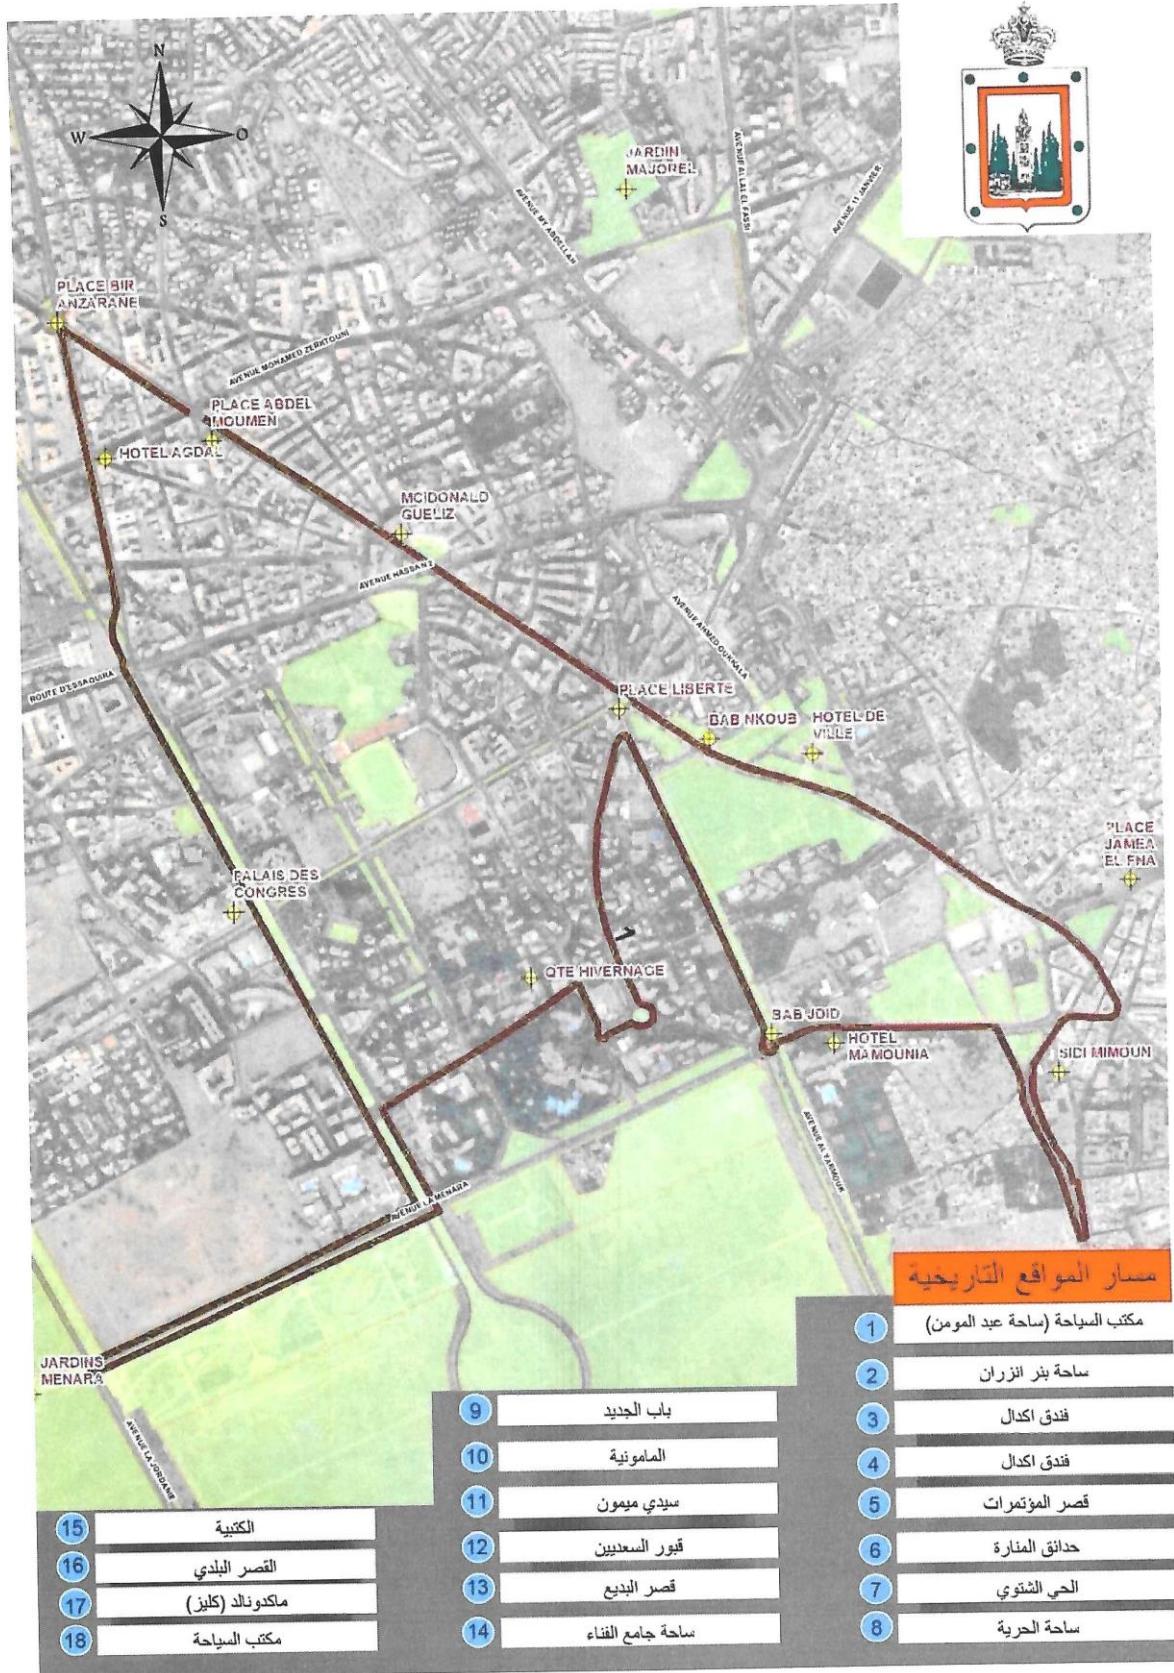 N
W
O
S
JARDIN
MAJOREL
AVENUE ALLAL EL FASSI
AVENUE 11 JANVIER
AVENUE MY ABDELLAH
PLACE BIR
ANZARANE
AVENUE MOHAMED ZERKTOUNI
PLACE ABDEL
MOUMEN
HOTEL AGDAL
MCIDONALD
GUELIZ
AVENUE HASSAN 2
AVENUE AHMED OUKKALA
ROUTE D'ESSAOUIRA
PLACE LIBERTE
BAB NKOUB
HOTEL DE
VILLE
PLACE
JAMEA
EL FNA
PALAIS DES
CONGRES
1
QTE HIVERNAGE
BAB JDID
HOTEL
MAMOUNIA
SIDI MIMOUN
AVENUE AL YARMOUK
AVENUE LA MENARA
JARDINS
MENARA
AVENUE LA JORDANIE
مسار المواقع التاريخية
1 مكتب السياحة (ساحة عبد المومن)
2 ساحة بئر انزران
3 فندق اكدال
4 فندق اكدال
5 قصر المؤتمرات
6 حدائق المنارة
7 الحي الشتوي
8 ساحة الحرية
9 باب الجديد
10 المامونية
11 سيدي ميمون
12 قبور السعديين
13 قصر البديع
14 ساحة جامع الفناء
15 الكتبية
16 القصر البلدي
17 ماكدونالد (كليز)
18 مكتب السياحة